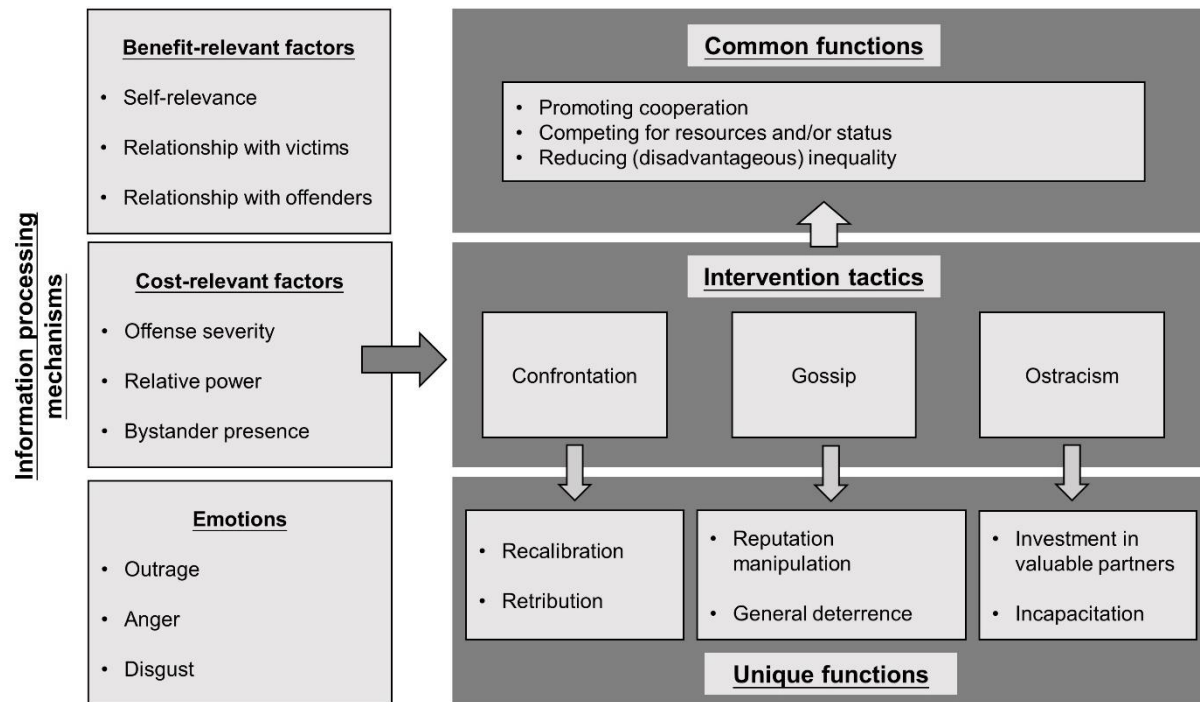 Information processing
mechanisms
Benefit-relevant factors
• Self-relevance
• Relationship with victims
• Relationship with offenders
Cost-relevant factors
• Offense severity
• Relative power
• Bystander presence
Emotions
• Outrage
• Anger
• Disgust
Common functions
• Promoting cooperation
• Competing for resources and/or status
• Reducing (disadvantageous) inequality
Intervention tactics
Confrontation
Gossip
Ostracism
• Recalibration
• Retribution
• Reputation
manipulation
• General deterrence
• Investment in
valuable partners
• Incapacitation
Unique functions